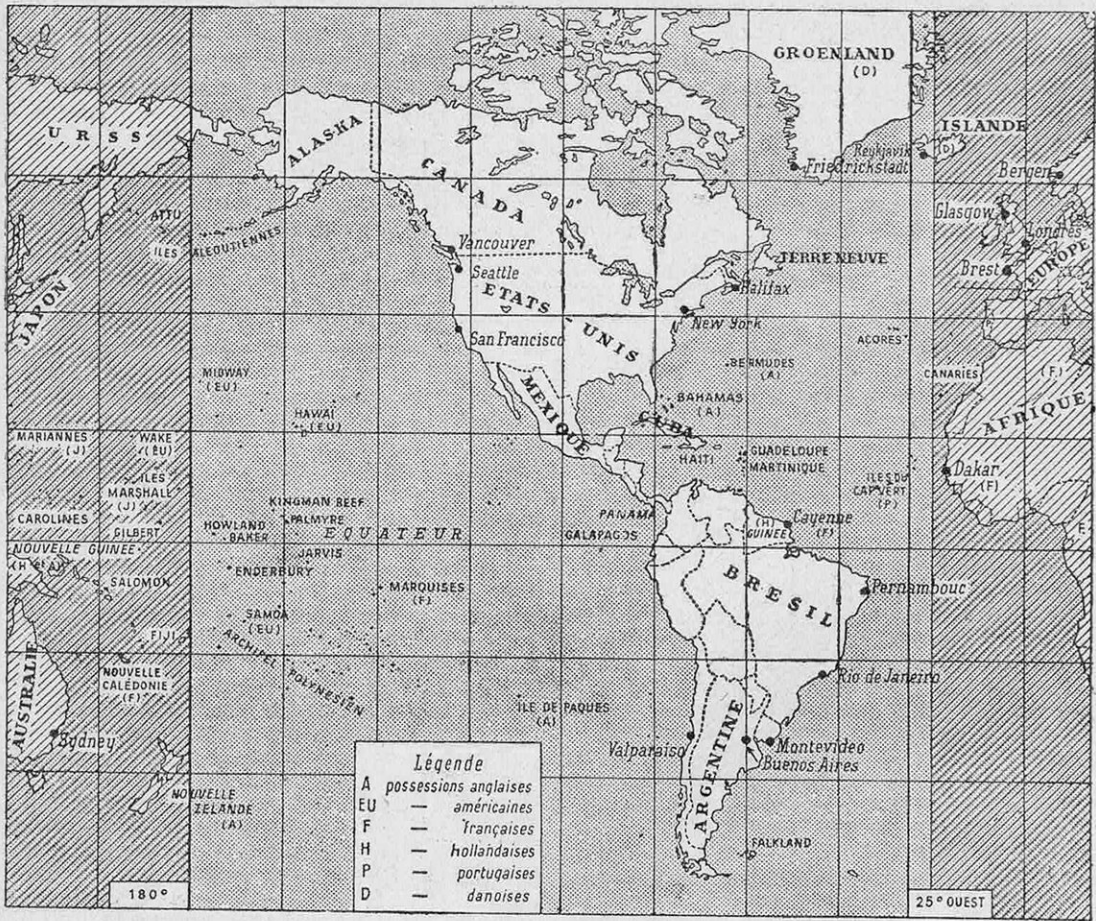 GROENLAND
(D)
URSS
ALASKA
ISLANDE
(D)
Reykjavik
Friedrickstadt
Bergen
CANADA
ATTU
ILES ALEOUTIENNES
Glasgow
Londres
Vancouver
TERRE NEUVE
Brest
EUROPE
Seattle
Halifax
JAPON
ETATS-UNIS
New York
San Francisco
ACORES
BERMUDES
(A)
CANARIES
(F.)
MIDWAY
(EU)
MEXIQUE
BAHAMAS
(A)
AFRIQUE
HAWAI
(EU)
CUBA
MARIANNES
(J)
WAKE
(EU)
HAITI
GUADELOUPE
MARTINIQUE
Dakar
(F)
ILES
MARSHALL
(J)
ILES DU
CAP VERT
(P)
KINGMAN REEF
PALMYRE
CAROLINES
GILBERT
HOWLAND
BAKER
EQUATEUR
PANAMA
GALAPAGOS
Cayenne
(F)
(H)
GUINEE
F.
JARVIS
NOUVELLE GUINEE
(H et A)
ENDERBURY
SALOMON
MARQUISES
(F)
BRESIL
Pernambouc
SAMOA
(EU)
FIJI
ARCHIPEL POLYNESIEN
NOUVELLE
CALÉDONIE
(F)
Rio de Janeiro
AUSTRALIE
ÎLE DE PAQUES
(A)
Sydney
Valparaiso
ARGENTINE
Montevideo
Buenos Aires
NOUVELLE
ZELANDE
(A)
FALKLAND
Légende
A possessions anglaises
EU — américaines
F — françaises
H — hollandaises
P — portugaises
D — danoises
180°
25° OUEST